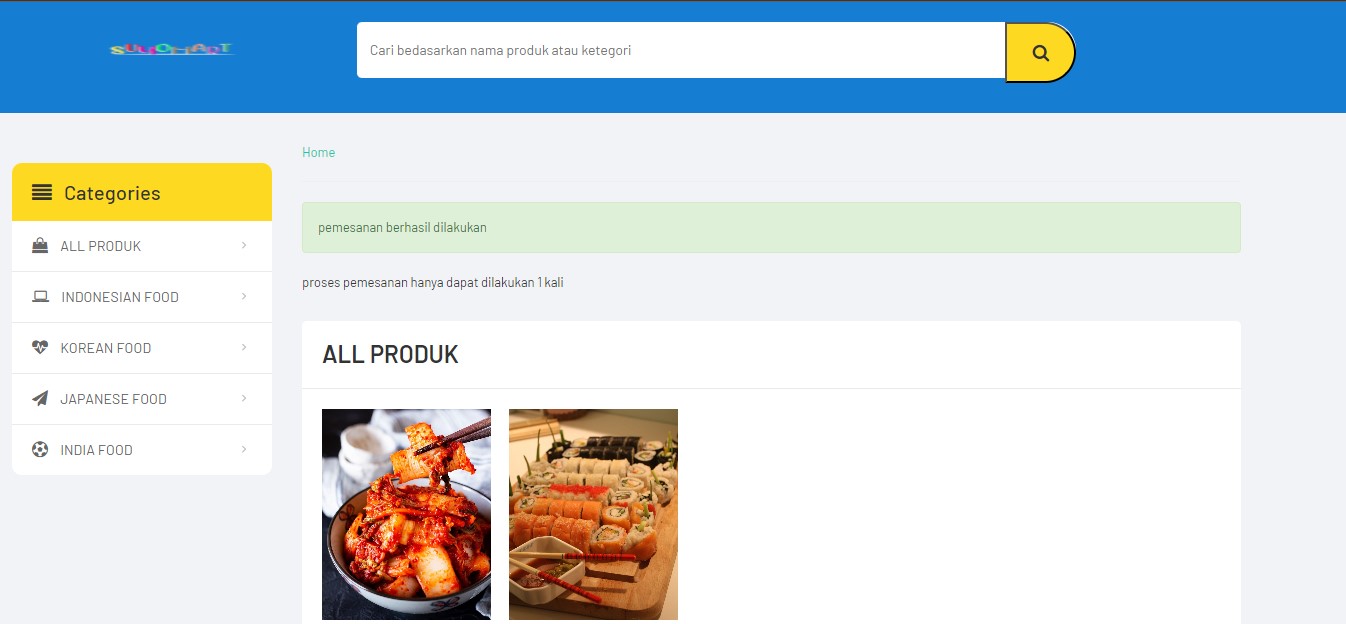 Cari bedasarkan nama produk atau ketegori
Home
Categories
ALL PRODUK
INDONESIAN FOOD
KOREAN FOOD
JAPANESE FOOD
INDIA FOOD
pemesanan berhasil dilakukan
proses pemesanan hanya dapat dilakukan 1 kali
ALL PRODUK